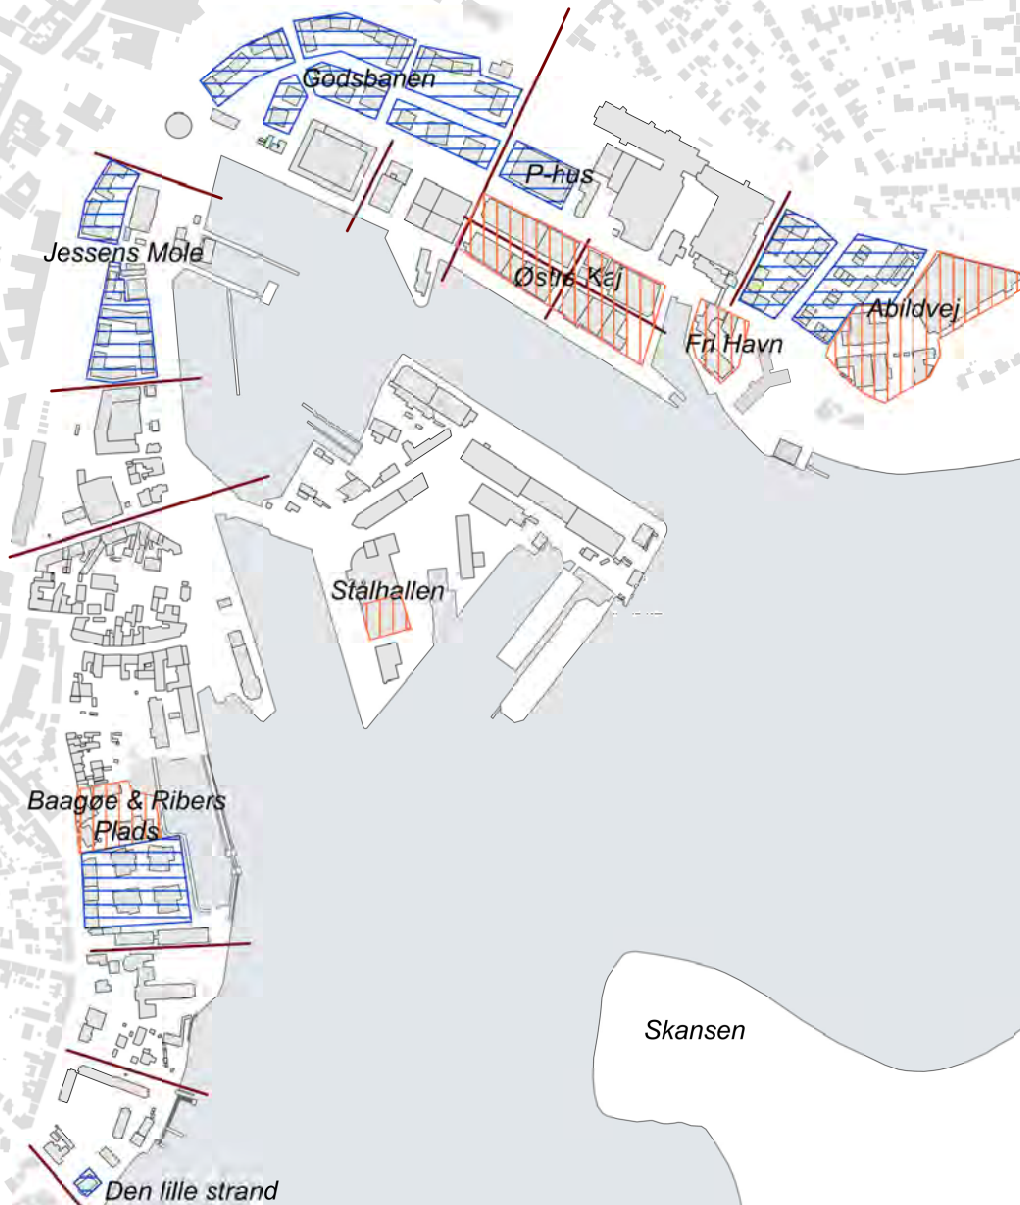 Godsbanen
P-hus
Jessens Mole
Østre Kaj
Abildvej
Fri Havn
Stålhallen
Baagøe & Ribers
Plads
Skansen
Den lille strand